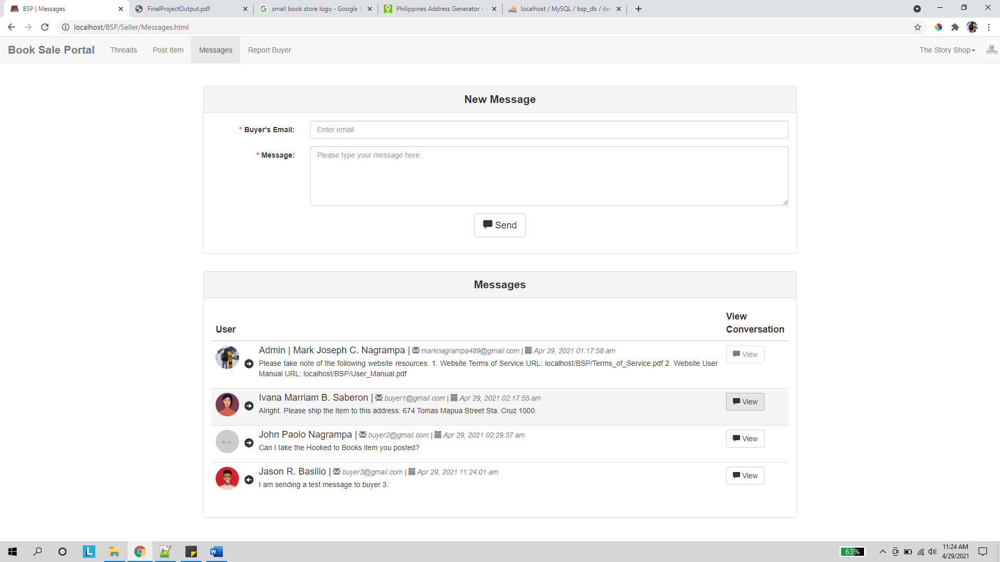 BSP | Messages
FinalProjectOutput.pdf
small book store logo - Google S
Philippines Address Generator -
localhost / MySQL / bsp_db / ite
localhost/BSP/Seller/Messages.html
Book Sale Portal Threads Post Item Messages Report Buyer The Story Shop
New Message
* Buyer's Email: Enter email
* Message: Please type your message here.
Send
Messages
User View Conversation
Admin | Mark Joseph C. Nagrampa | marknagrampa489@gmail.com | Apr 29, 2021 01:17:58 am View
Please take note of the following website resources: 1. Website Terms of Service URL: localhost/BSP/Terms_of_Service.pdf 2. Website User
Manual URL: localhost/BSP/User_Manual.pdf
Ivana Marriam B. Saberon | buyer1@gmail.com | Apr 29, 2021 02:17:55 am View
Alright. Please ship the item to this address: 674 Tomas Mapua Street Sta. Cruz 1000.
John Paolo Nagrampa | buyer2@gmail.com | Apr 29, 2021 02:29:37 am View
Can I take the Hooked to Books item you posted?
Jason R. Basilio | buyer3@gmail.com | Apr 29, 2021 11:24:01 am View
I am sending a test message to buyer 3.
63%
11:24 AM
4/29/2021